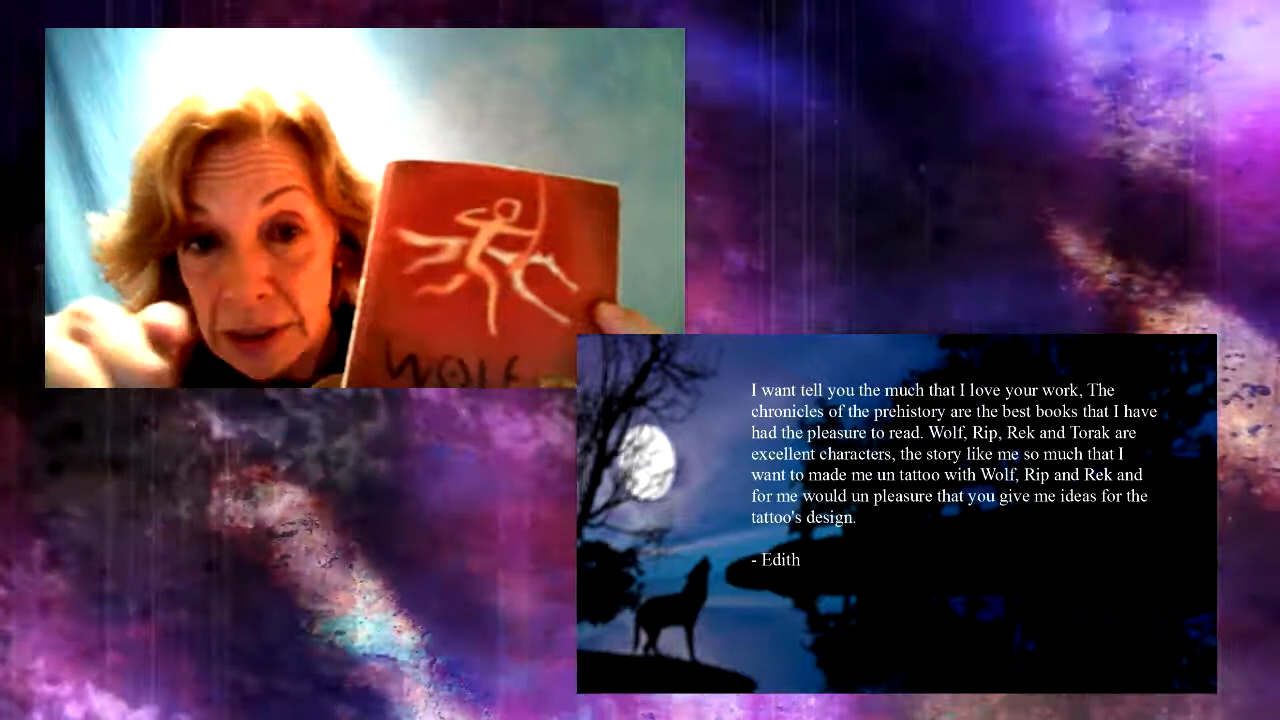 WOLF
I want tell you the much that I love your work, The
chronicles of the prehistory are the best books that I have
had the pleasure to read. Wolf, Rip, Rek and Torak are
excellent characters, the story like me so much that I
want to made me un tattoo with Wolf, Rip and Rek and
for me would un pleasure that you give me ideas for the
tattoo's design.
- Edith